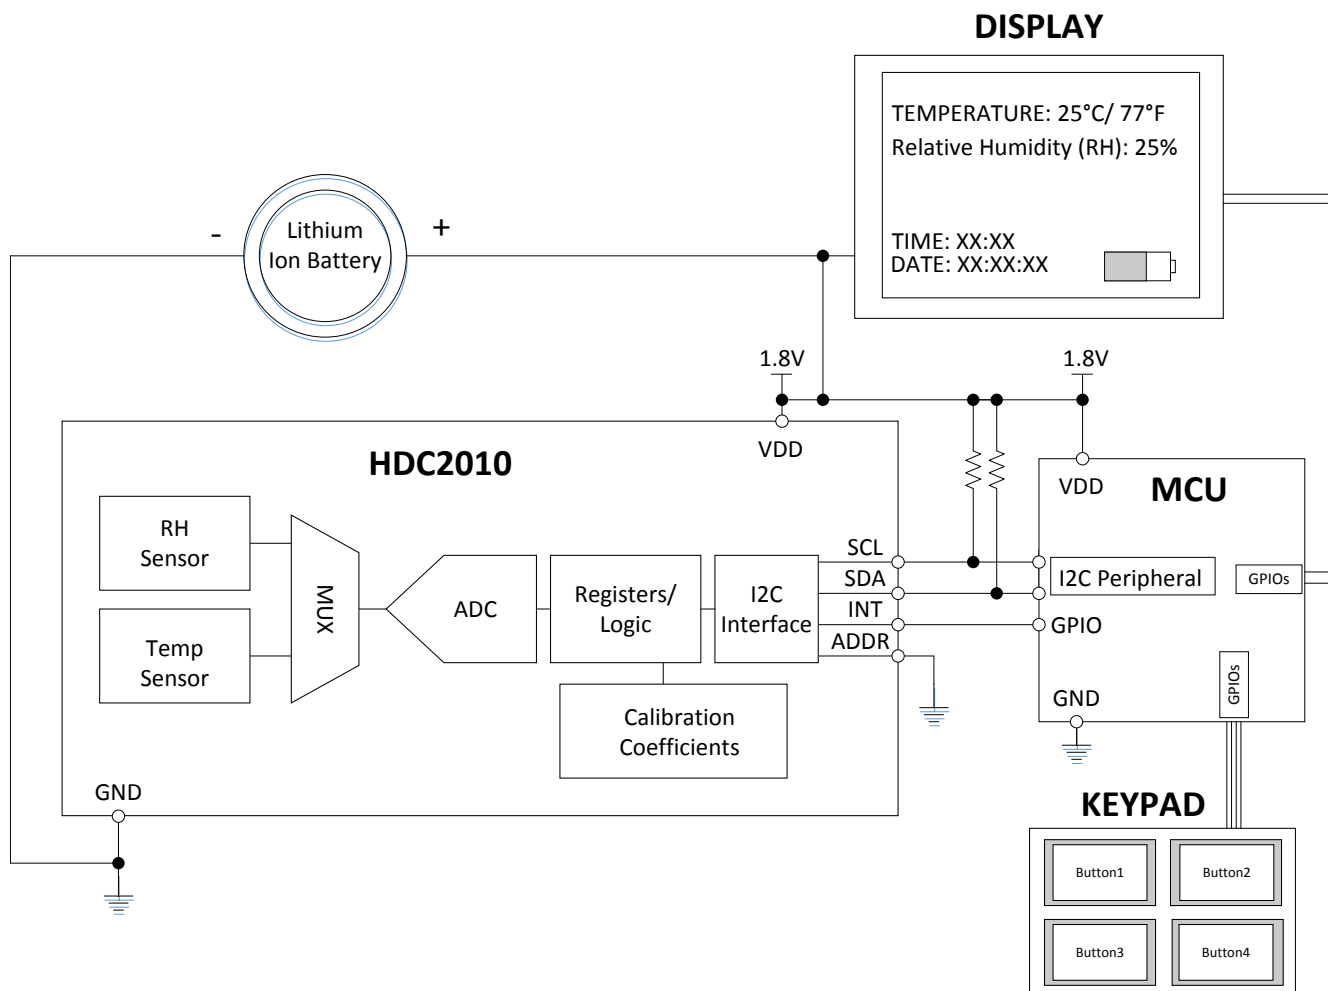 DISPLAY
TEMPERATURE: 25°C/ 77°F
Relative Humidity (RH): 25%
TIME: XX:XX
DATE: XX:XX:XX
-
Lithium
Ion Battery
+
1.8V
1.8V
HDC2010
VDD
VDD
MCU
RH
Sensor
Temp
Sensor
MUX
ADC
Registers/
Logic
I2C
Interface
SCL
SDA
INT
ADDR
Calibration
Coefficients
I2C Peripheral
GPIOs
GPIO
GPIOs
GND
GND
KEYPAD
Button1
Button2
Button3
Button4